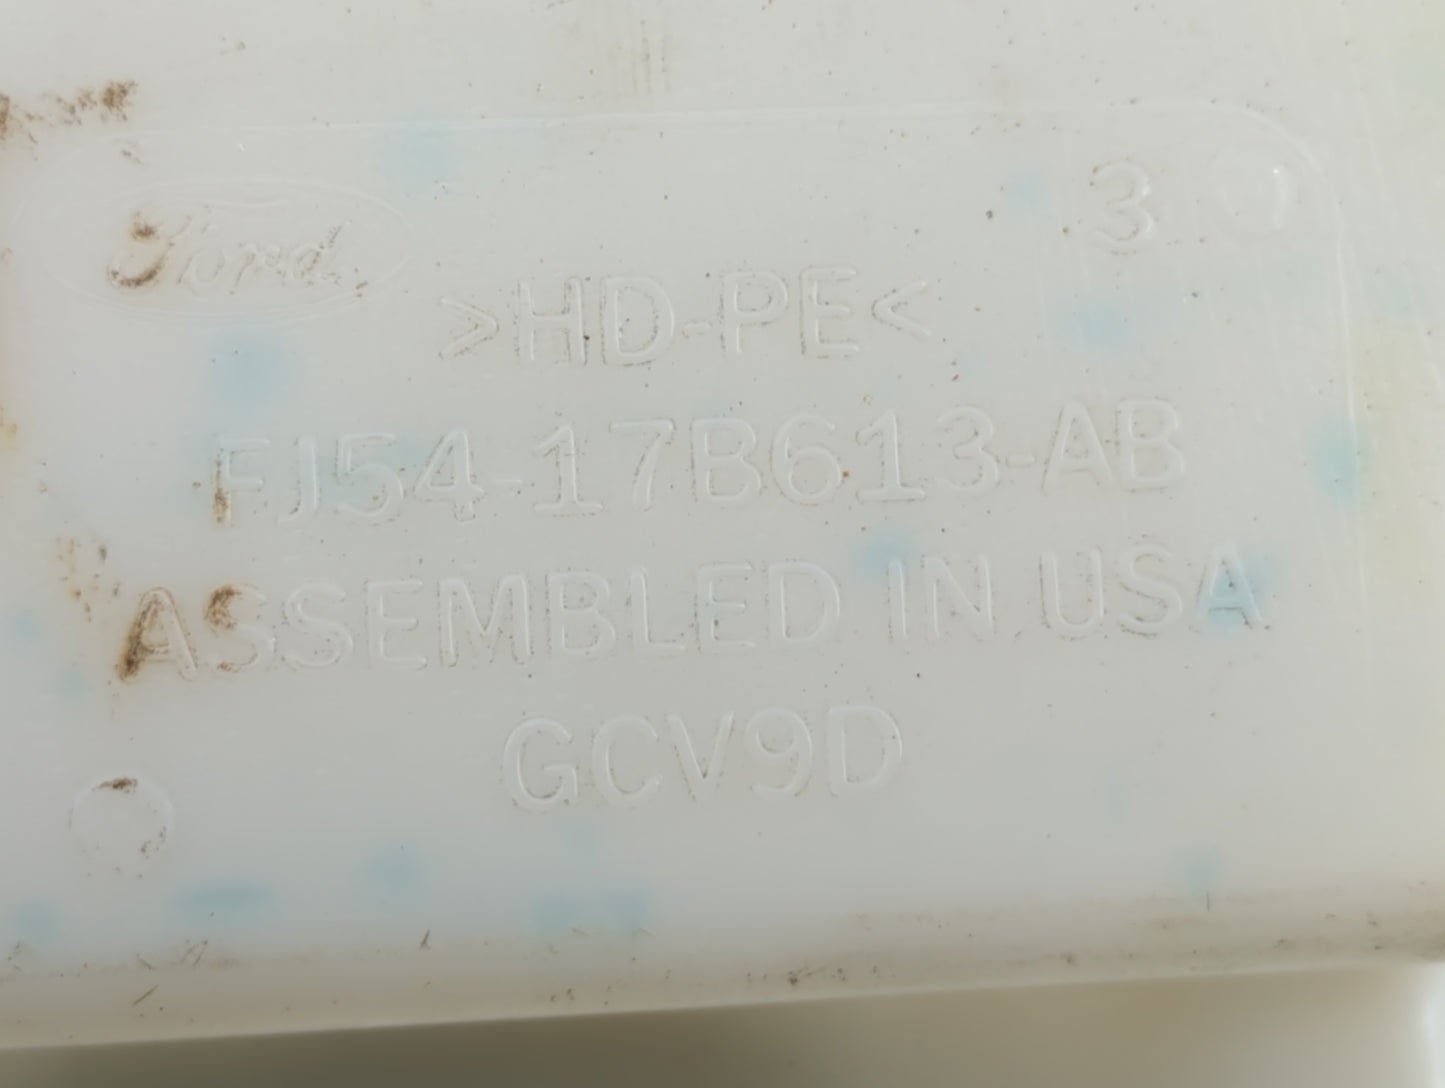 Ford
3
>HD-PE<
FJ54-17B613-AB
ASSEMBLED IN USA
GCV9D